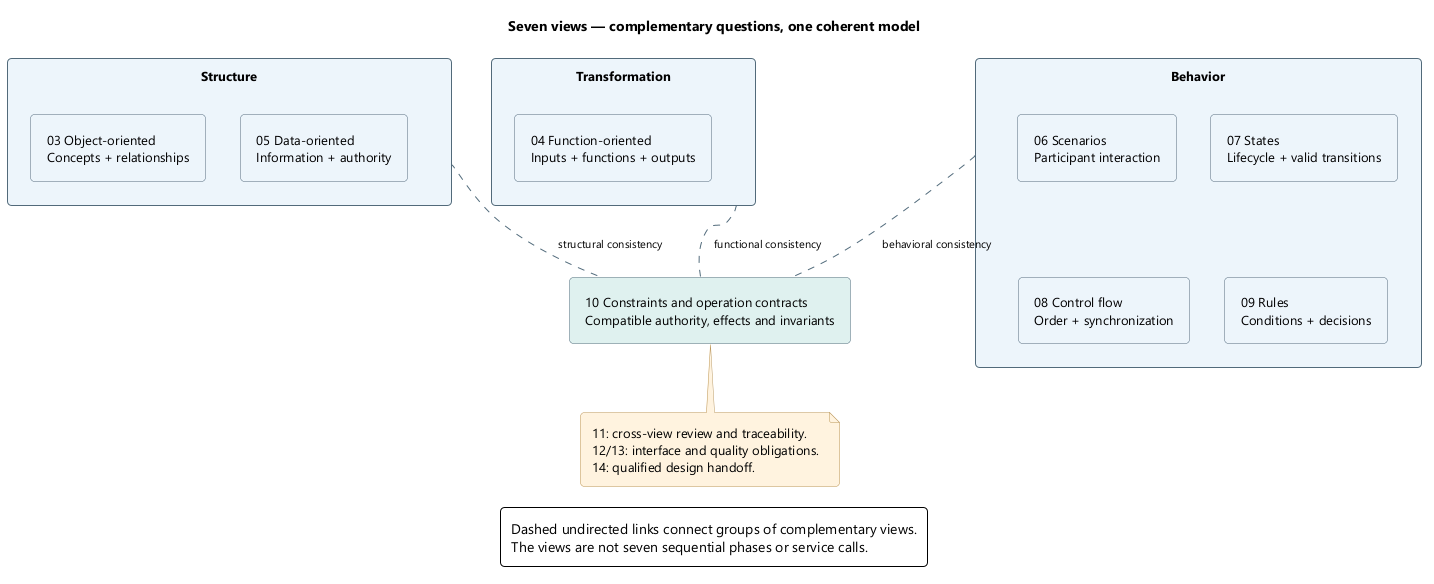 Seven views — complementary questions, one coherent model
Structure
03 Object-oriented
Concepts + relationships
05 Data-oriented
Information + authority
Transformation
04 Function-oriented
Inputs + functions + outputs
Behavior
06 Scenarios
Participant interaction
07 States
Lifecycle + valid transitions
08 Control flow
Order + synchronization
09 Rules
Conditions + decisions
structural consistency
functional consistency
behavioral consistency
10 Constraints and operation contracts
Compatible authority, effects and invariants
11: cross-view review and traceability.
12/13: interface and quality obligations.
14: qualified design handoff.
Dashed undirected links connect groups of complementary views.
The views are not seven sequential phases or service calls.